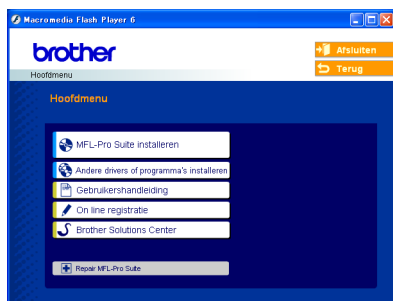 Macromedia Flash Player 6
brother
Afsluiten
Hoofdmenu
Terug
Hoofdmenu
MFL-Pro Suite installeren
Andere drivers of programma's installeren
Gebruikershandleiding
On line registratie
Brother Solutions Center
Repair MFL-Pro Suite